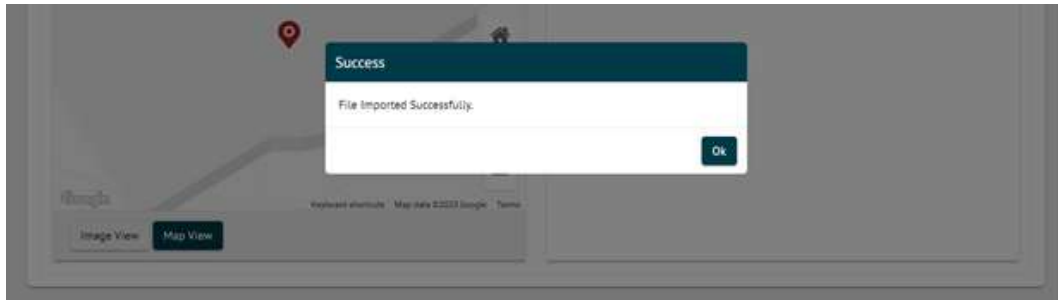 Success
File Imported Successfully.
Ok
Google
Keyboard shortcuts Map data ©2023 Google Terms
Image View Map View